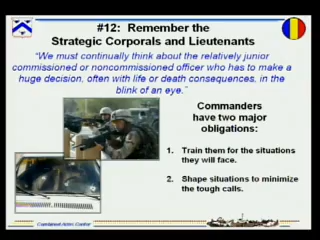 #12: Remember the
Strategic Corporals and Lieutenants
“We must continually think about the relatively junior
commissioned or noncommissioned officer who has to make a
huge decision, often with life or death consequences, in the
blink of an eye.”
Commanders
have two major
obligations:
1. Train them for the situations
they will face.
2. Shape situations to minimize
the tough calls.
Combined Arms Center